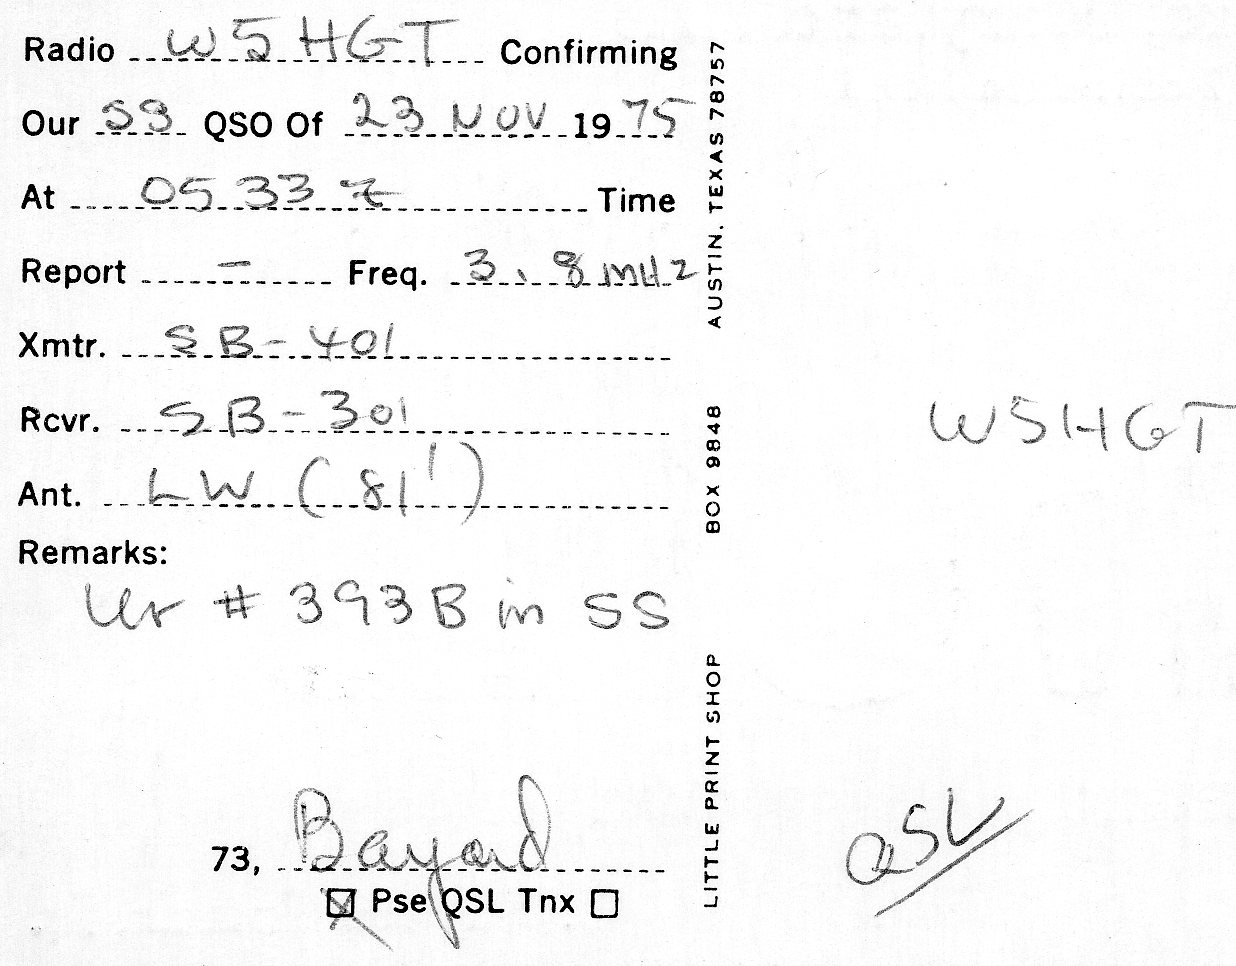 Radio W5HGT Confirming
Our SS QSO Of 23 NOV 1975
At 0533 z Time
Report - Freq. 3.8 MHz
Xmtr. SB-401
Rcvr. SB-301
Ant. LW (81')
Remarks:
Ur # 393B in SS
73, Bayard
Pse QSL Tnx
LITTLE PRINT SHOP BOX 9848 AUSTIN, TEXAS 78757
W5HGT
QSL